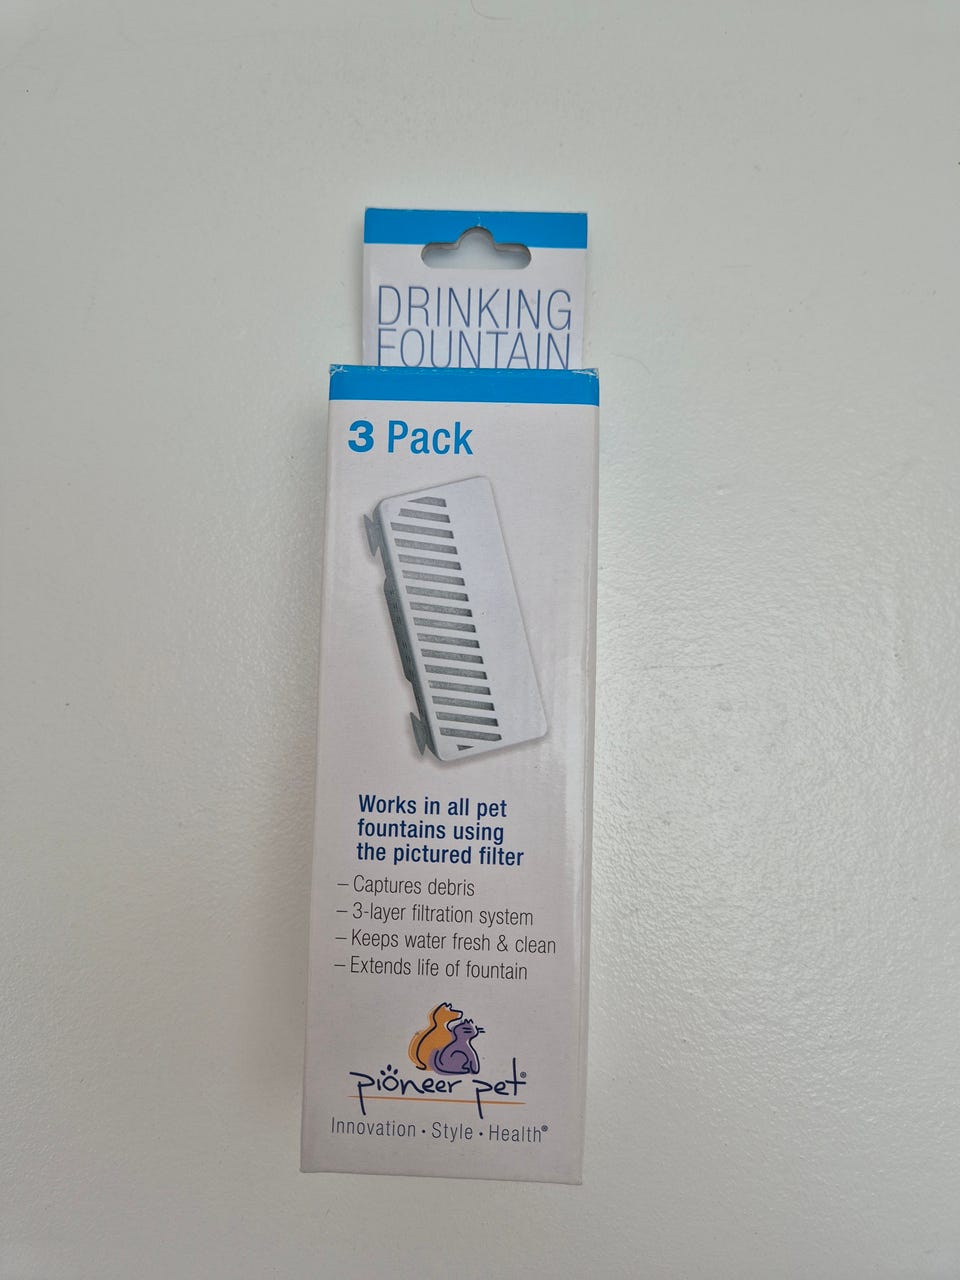 DRINKING
FOUNTAIN
3 Pack
Works in all pet
fountains using
the pictured filter
– Captures debris
– 3-layer filtration system
– Keeps water fresh & clean
– Extends life of fountain
pioneer pet®
Innovation • Style • Health®